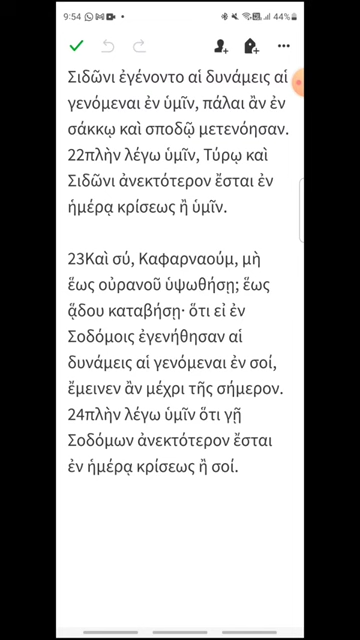 9:54
44%
Σιδῶνι ἐγένοντο αἱ δυνάμεις αἱ
γενόμεναι ἐν ὑμῖν, πάλαι ἂν ἐν
σάκκῳ καὶ σποδῷ μετενόησαν.
22πλὴν λέγω ὑμῖν, Τύρῳ καὶ
Σιδῶνι ἀνεκτότερον ἔσται ἐν
ἡμέρᾳ κρίσεως ἢ ὑμῖν.
23Καὶ σύ, Καφαρναούμ, μὴ
ἕως οὐρανοῦ ὑψωθήσῃ; ἕως
ᾅδου καταβήσῃ· ὅτι εἰ ἐν
Σοδόμοις ἐγενήθησαν αἱ
δυνάμεις αἱ γενόμεναι ἐν σοί,
ἔμεινεν ἂν μέχρι τῆς σήμερον.
24πλὴν λέγω ὑμῖν ὅτι γῇ
Σοδόμων ἀνεκτότερον ἔσται
ἐν ἡμέρᾳ κρίσεως ἢ σοί.